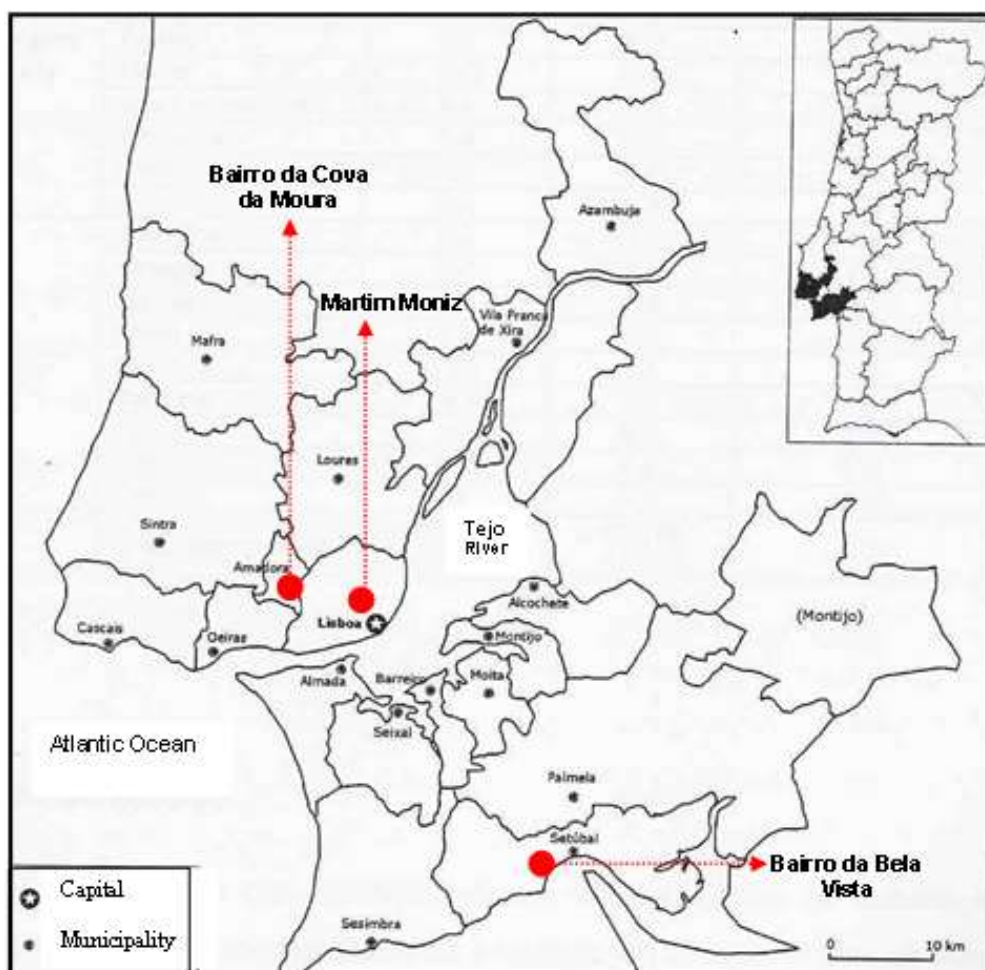 Bairro da Cova
da Moura
Azambuja
Martim Moniz
Vila Franca
de Xira
Mafra
Loures
Sintra
Tejo
River
Amadora
Alcochete
(Montijo)
Lisboa
Cascais
Oeiras
Montijo
Almada
Barreiro
Moita
Seixal
Atlantic Ocean
Palmela
Setúbal
Bairro da Bela
Vista
Capital
Municipality
Sesimbra
0 10 km